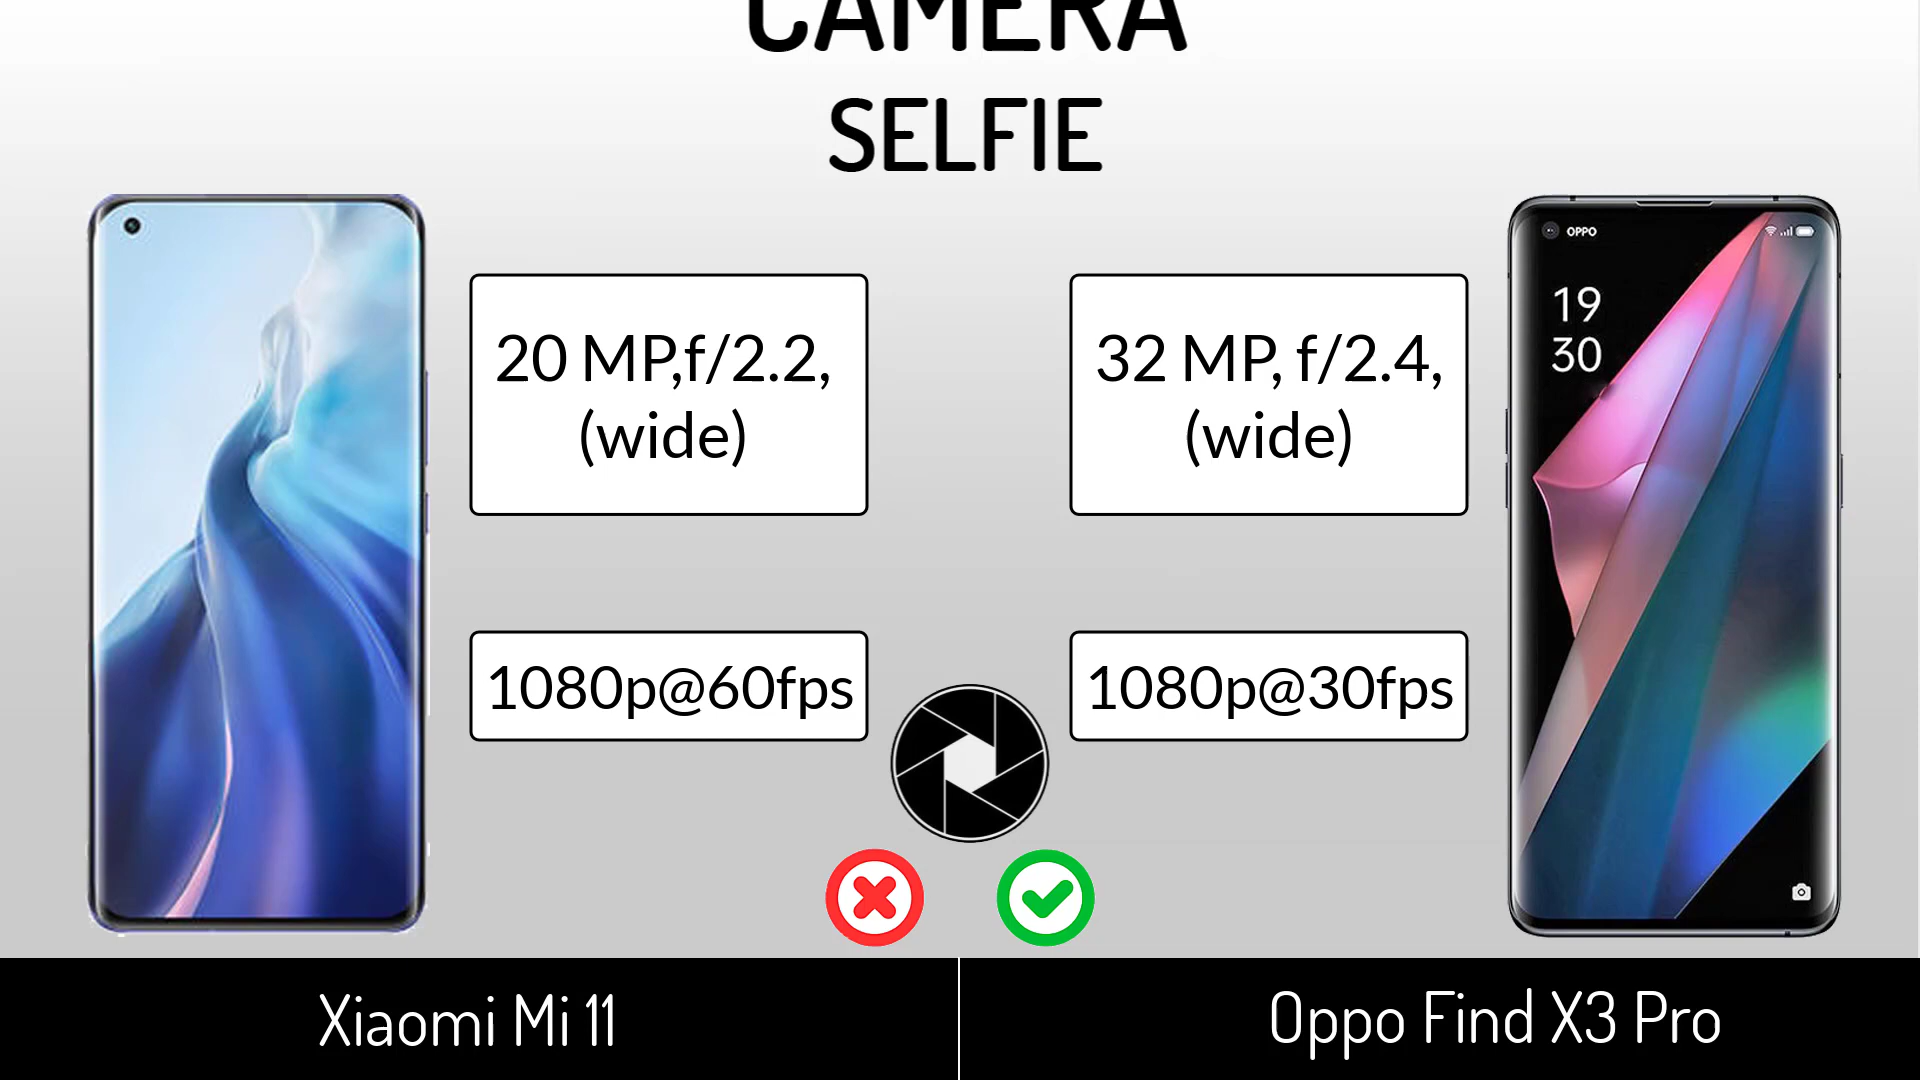 CAMERA
SELFIE
OPPO
19
30
20 MP,f/2.2,
(wide)
32 MP, f/2.4,
(wide)
1080p@60fps
1080p@30fps
Xiaomi Mi 11
Oppo Find X3 Pro